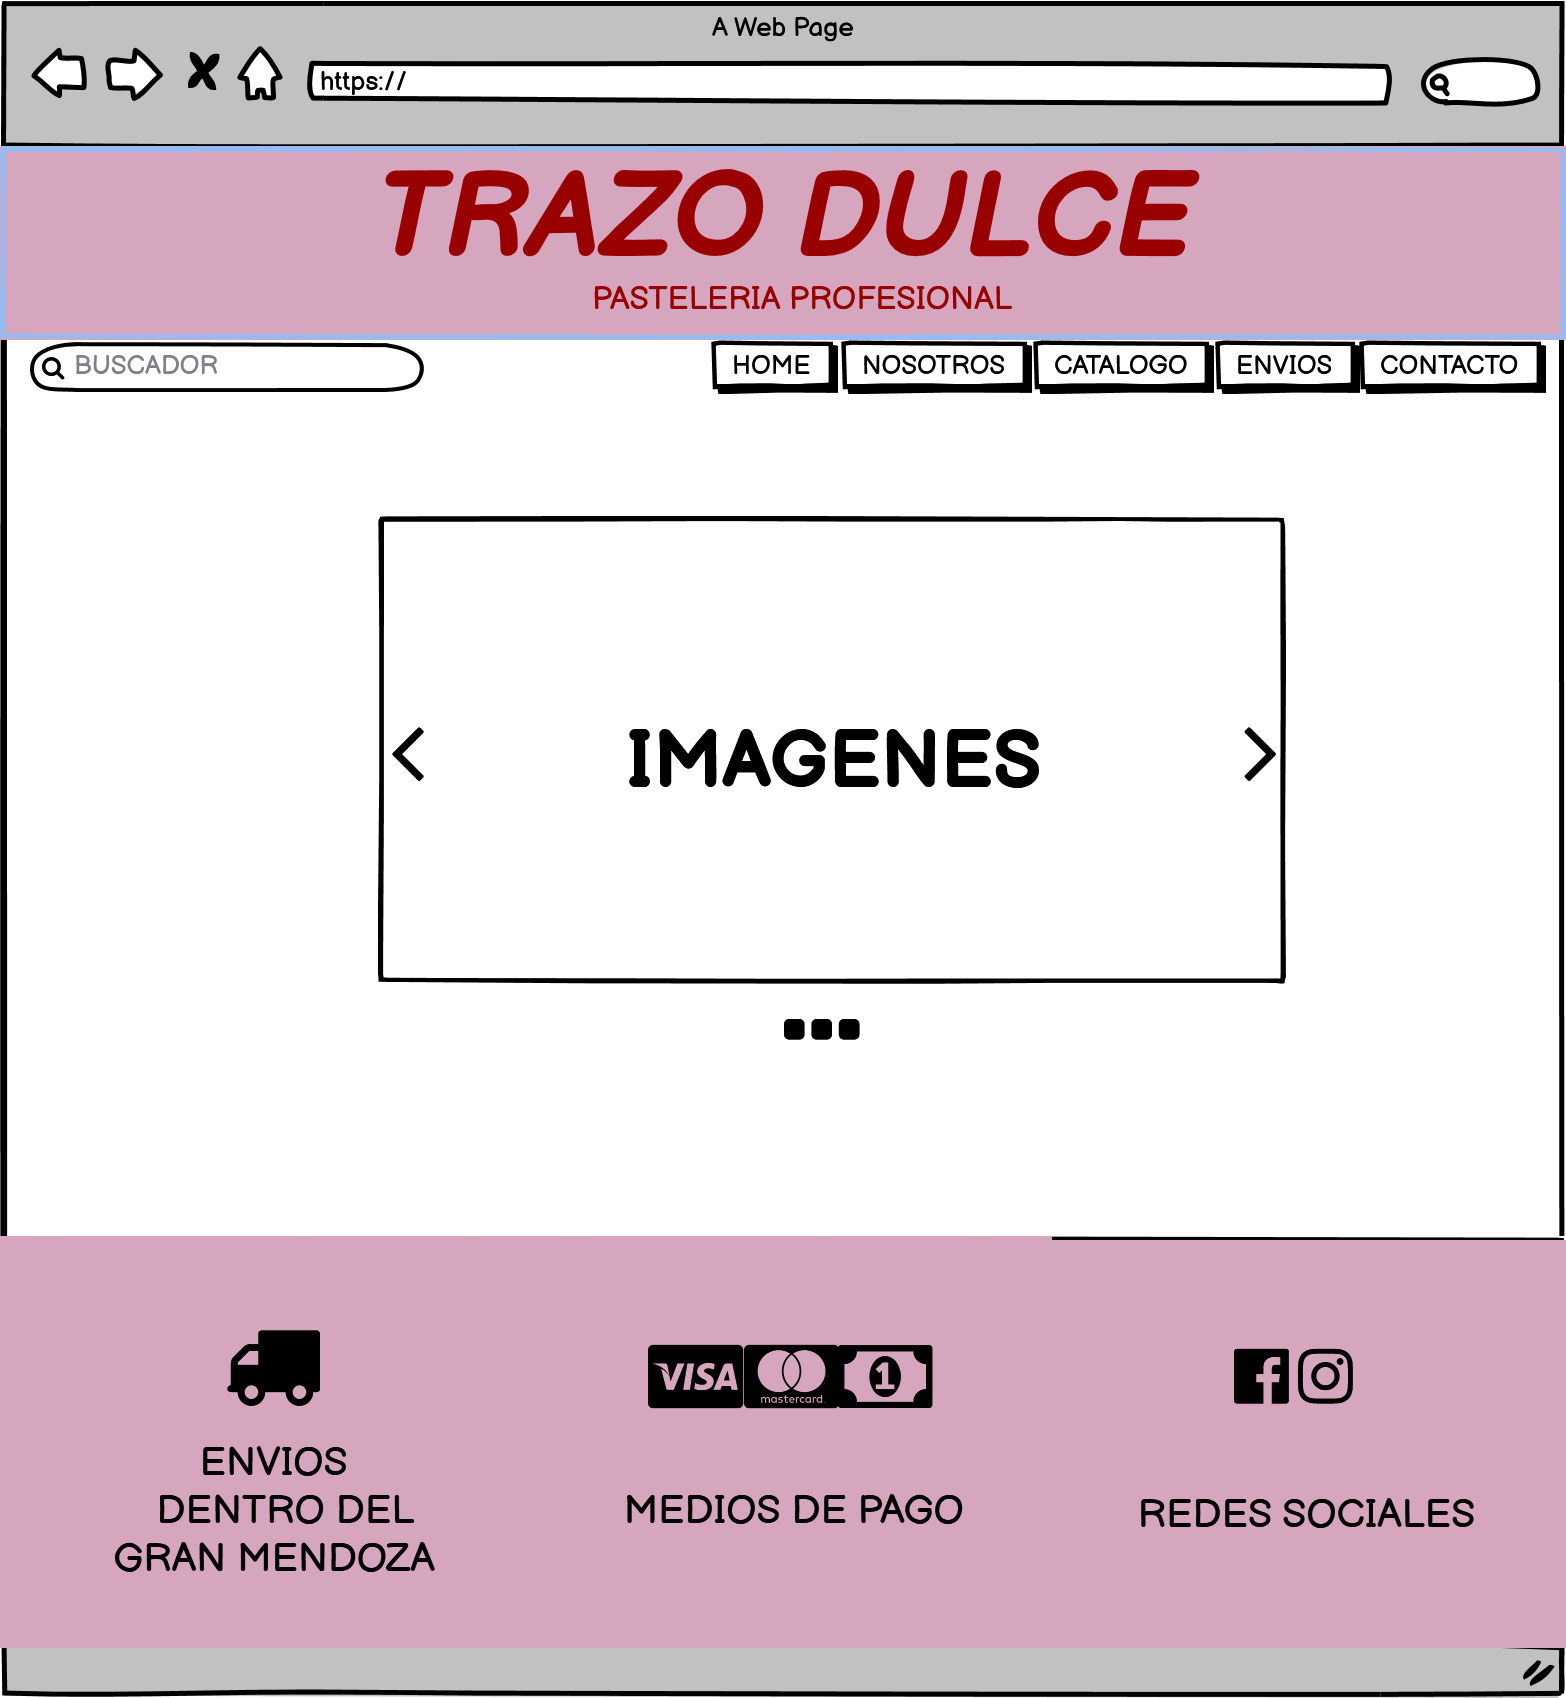 A Web Page
https://
TRAZO DULCE
PASTELERIA PROFESIONAL
BUSCADOR
HOME
NOSOTROS
CATALOGO
ENVIOS
CONTACTO
IMAGENES
VISA
mastercard
1
ENVIOS
DENTRO DEL
GRAN MENDOZA
MEDIOS DE PAGO
REDES SOCIALES